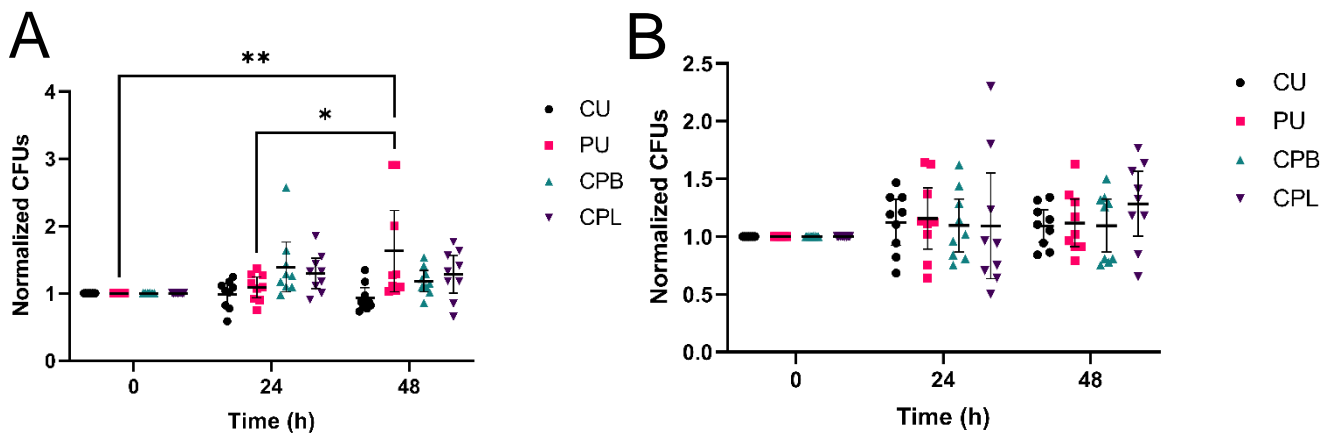 A
**
*
4
3
2
1
0
Normalized CFUs
0
24
48
Time (h)
CU
PU
CPB
CPL
B
2.5
2.0
1.5
1.0
0.5
0.0
Normalized CFUs
0
24
48
Time (h)
CU
PU
CPB
CPL